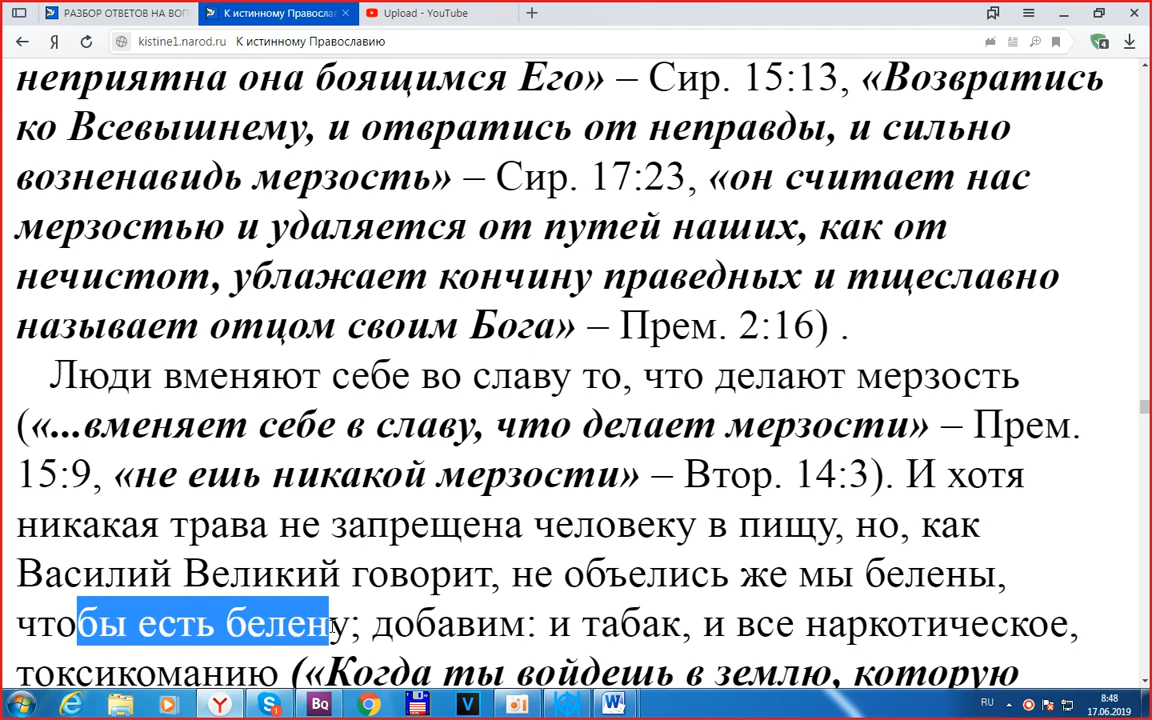 РАЗБОР ОТВЕТОВ НА ВОП
К истинному Правосла
Upload - YouTube
kistine1.narod.ru К истинному Православию
4
неприятна она боящимся Его» – Сир. 15:13, «Возвратись
ко Всевышнему, и отвратись от неправды, и сильно
возненавидь мерзость» – Сир. 17:23, «он считает нас
мерзостью и удаляется от путей наших, как от
нечистот, ублажает кончину праведных и тщеславно
называет отцом своим Бога» – Прем. 2:16) .
Люди вменяют себе во славу то, что делают мерзость
(«...вменяет себе в славу, что делает мерзости» – Прем.
15:9, «не ешь никакой мерзости» – Втор. 14:3). И хотя
никакая трава не запрещена человеку в пищу, но, как
Василий Великий говорит, не объелись же мы белены,
чтобы есть белену; добавим: и табак, и все наркотическое,
токсикоманию («Когда ты войдешь в землю, которую
RU
8:48
17.06.2019